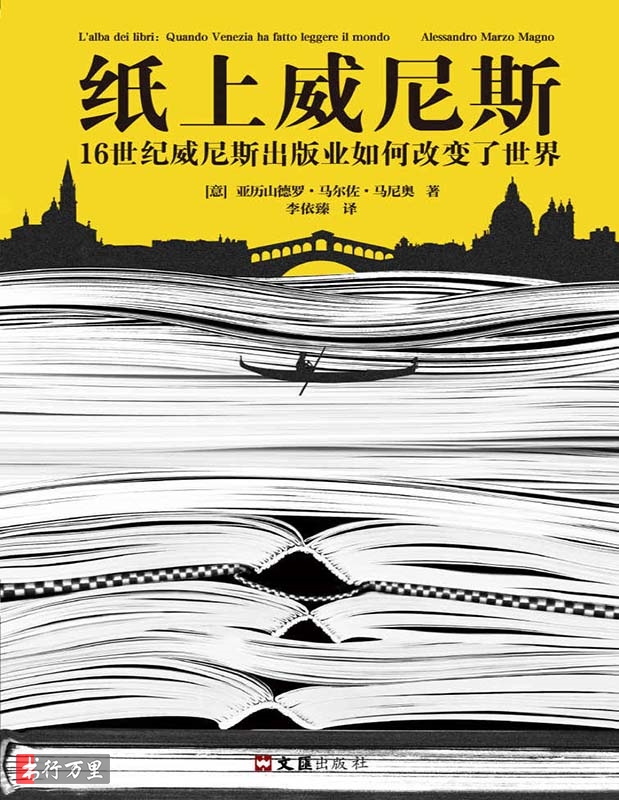 L'alba dei libri: Quando Venezia ha fatto leggere il mondo Alessandro Marzo Magno
纸上威尼斯
16世纪威尼斯出版业如何改变了世界
[意] 亚历山德罗·马尔佐·马尼奥 著
李依臻 译
书行万里
文匯出版社